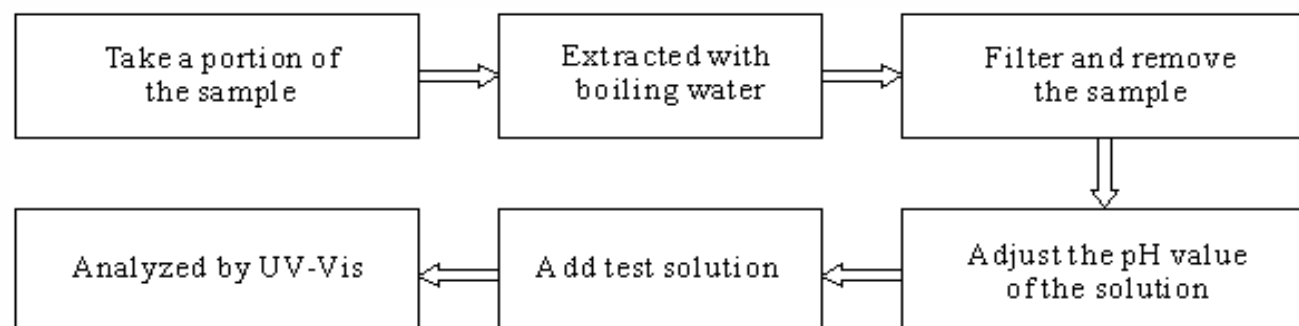 Take a portion of
the sample
Extracted with
boiling water
Filter and remove
the sample
Adjust the pH value
of the solution
Add test solution
Analyzed by UV-Vis